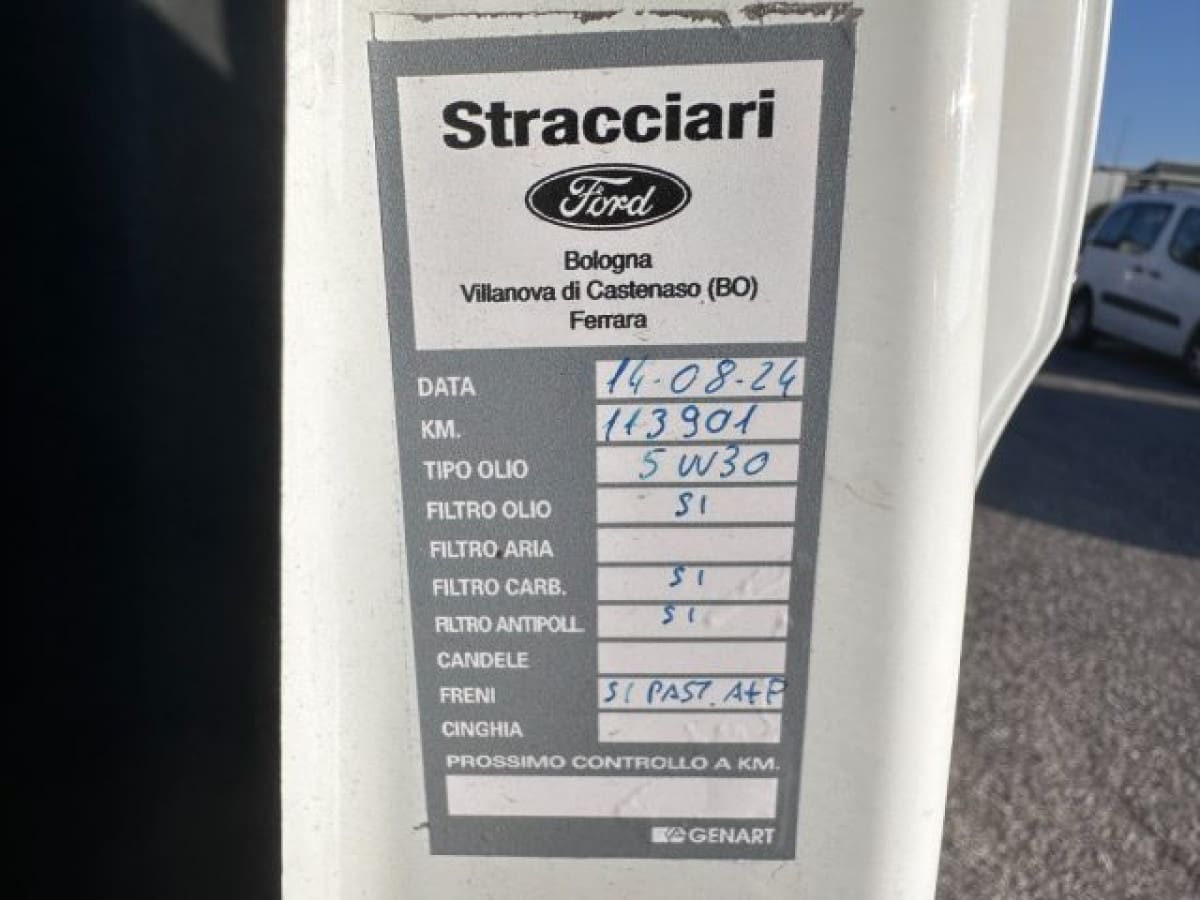 Stracciari
Ford
Bologna
Villanova di Castenaso (BO)
Ferrara
DATA 14-08-24
KM. 113901
TIPO OLIO 5W30
FILTRO OLIO SI
FILTRO ARIA
FILTRO CARB. SI
FILTRO ANTIPOLL. SI
CANDELE
FRENI SI PAST. A+P
CINGHIA
PROSSIMO CONTROLLO A KM.
GENART